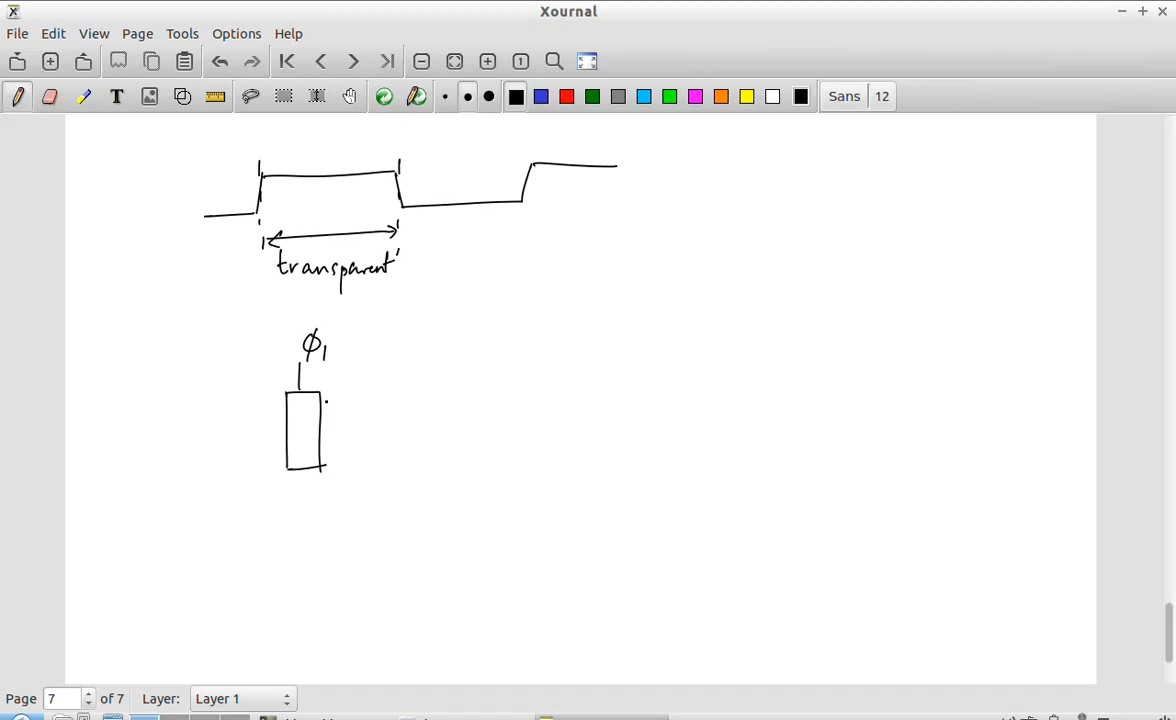 Xournal
File Edit View Page Tools Options Help
Sans 12
transparent
ϕ1
Page 7 of 7 Layer: Layer 1